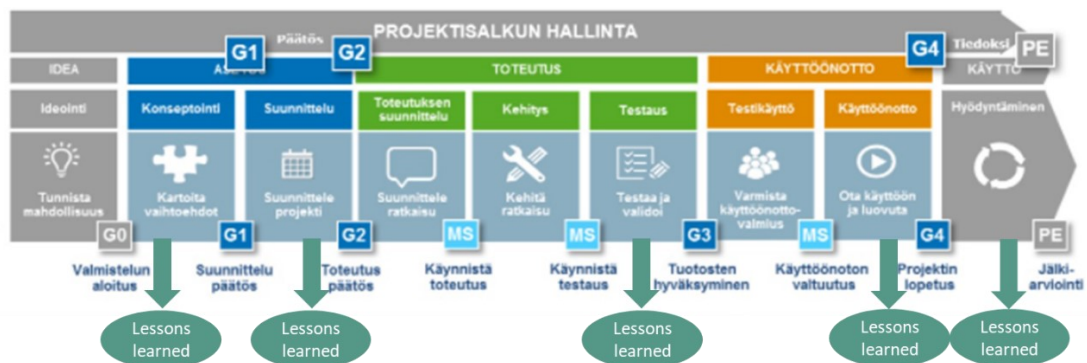 PROJEKTISALKUN HALLINTA
G1
Päätös
G2
G4
Tiedoksi
PE
IDEA
TOTEUTUS
KÄYTTÖÖNOTTO
KÄYTTÖ
Ideointi
Konseptointi
Suunnittelu
Toteutuksen
suunnittelu
Kehitys
Testaus
Testikäyttö
Käyttöönotto
Hyödyntäminen
Tunnista
mahdollisuus
Kartoita
vaihtoehdot
Suunnittele
projekti
Suunnittele
ratkaisu
Kehitä
ratkaisu
Testaa ja
validoi
Varmista
käyttöönotto-
valmius
Ota käyttöön
ja luovuta
G0
G1
G2
MS
MS
G3
MS
G4
PE
Valmistelun
aloitus
Suunnittelu
päätös
Toteutus
päätös
Käynnistä
toteutus
Käynnistä
testaus
Tuotosten
hyväksyminen
Käyttöönoton
valtuutus
Projektin
lopetus
Jälki-
arviointi
Lessons
learned
Lessons
learned
Lessons
learned
Lessons
learned
Lessons
learned